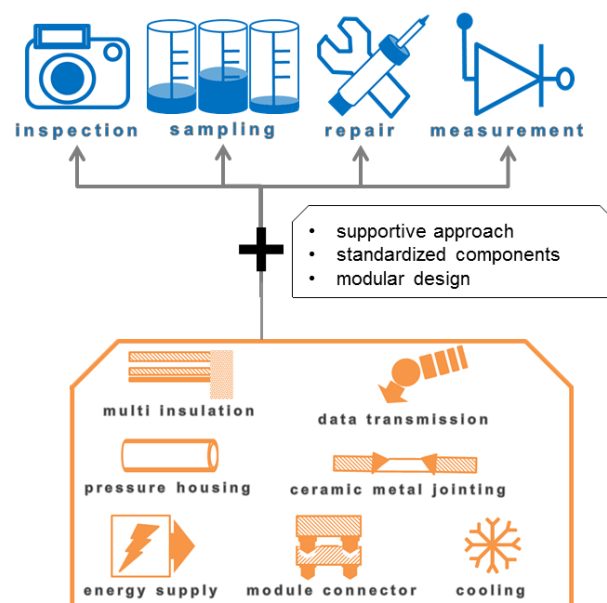 inspection sampling repair measurement
• supportive approach
• standardized components
• modular design
multi insulation data transmission
pressure housing ceramic metal jointing
energy supply module connector cooling